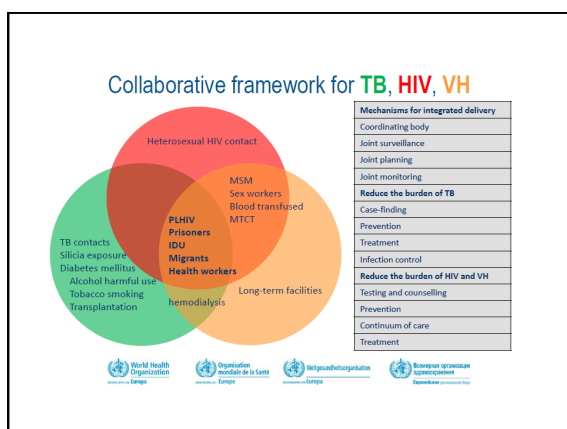 Collaborative framework for TB, HIV, VH
Heterosexual HIV contact
MSM
Sex workers
Blood transfused
MTCT
PLHIV
Prisoners
IDU
Migrants
Health workers
TB contacts
Silicia exposure
Diabetes mellitus
Alcohol harmful use
Tobacco smoking
Transplantation
hemodialysis
Long-term facilities
Mechanisms for integrated delivery
Coordinating body
Joint surveillance
Joint planning
Joint monitoring
Reduce the burden of TB
Case-finding
Prevention
Treatment
Infection control
Reduce the burden of HIV and VH
Testing and counselling
Prevention
Continuum of care
Treatment
World Health
Organization
REGIONAL OFFICE FOR Europe
Organisation
mondiale de la Santé
Europe
Weltgesundheitsorganisation
Europa
Всемирная организация
здравоохранения
Европейское региональное бюро